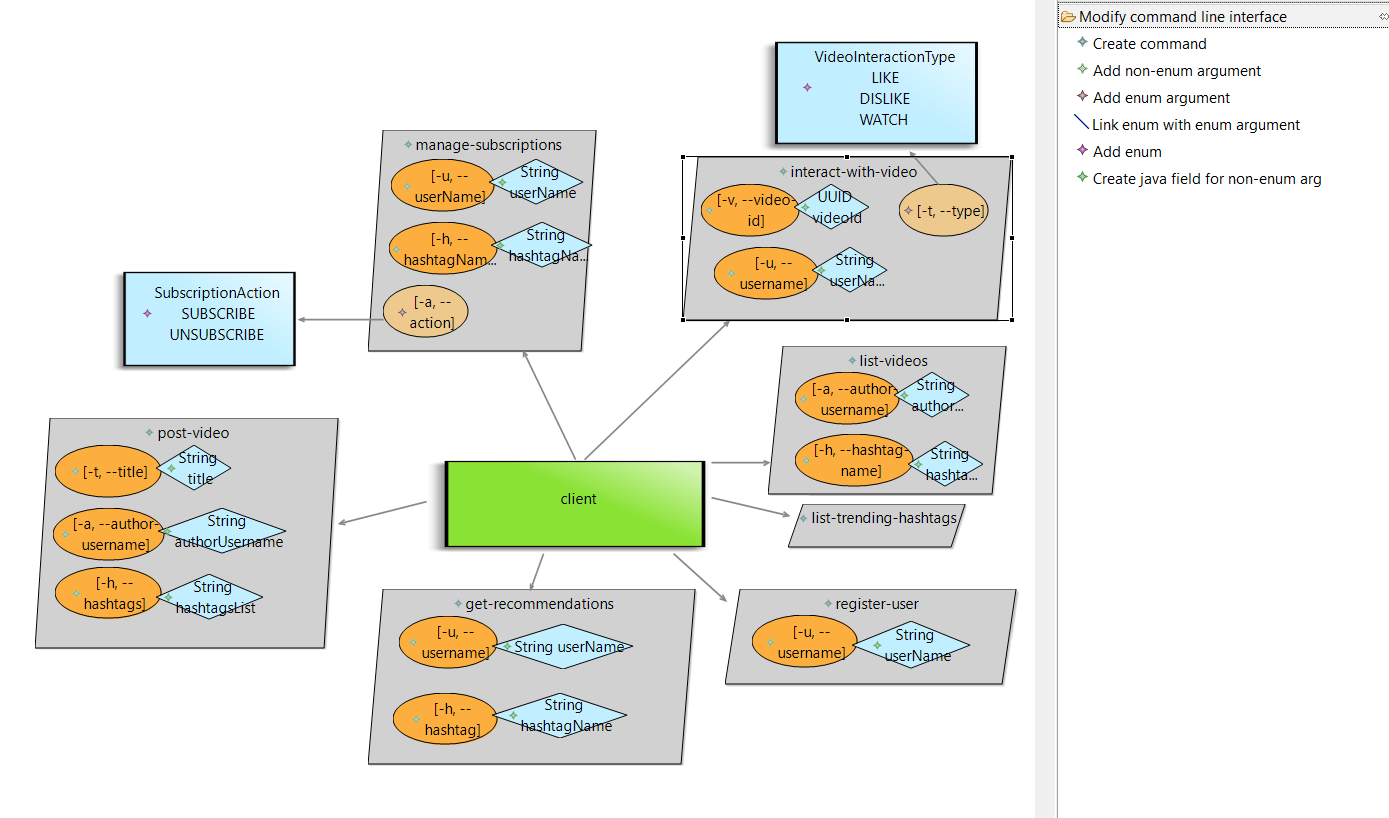 VideoInteractionType
LIKE
DISLIKE
WATCH
manage-subscriptions
[-u, --
userName]
String
userName
[-h, --
hashtagNam...
String
hashtagNa...
[-a, --
action]
SubscriptionAction
SUBSCRIBE
UNSUBSCRIBE
interact-with-video
[-v, --video-
id]
UUID
videoId
[-t, --type]
[-u, --
username]
String
userNa...
list-videos
[-a, --author-
username]
String
author...
[-h, --hashtag-
name]
String
hashta...
post-video
[-t, --title]
String
title
[-a, --author-
username]
String
authorUsername
[-h, --
hashtags]
String
hashtagsList
client
list-trending-hashtags
get-recommendations
[-u, --
username]
String userName
[-h, --
hashtag]
String
hashtagName
register-user
[-u, --
username]
String
userName
Modify command line interface
Create command
Add non-enum argument
Add enum argument
Link enum with enum argument
Add enum
Create java field for non-enum arg